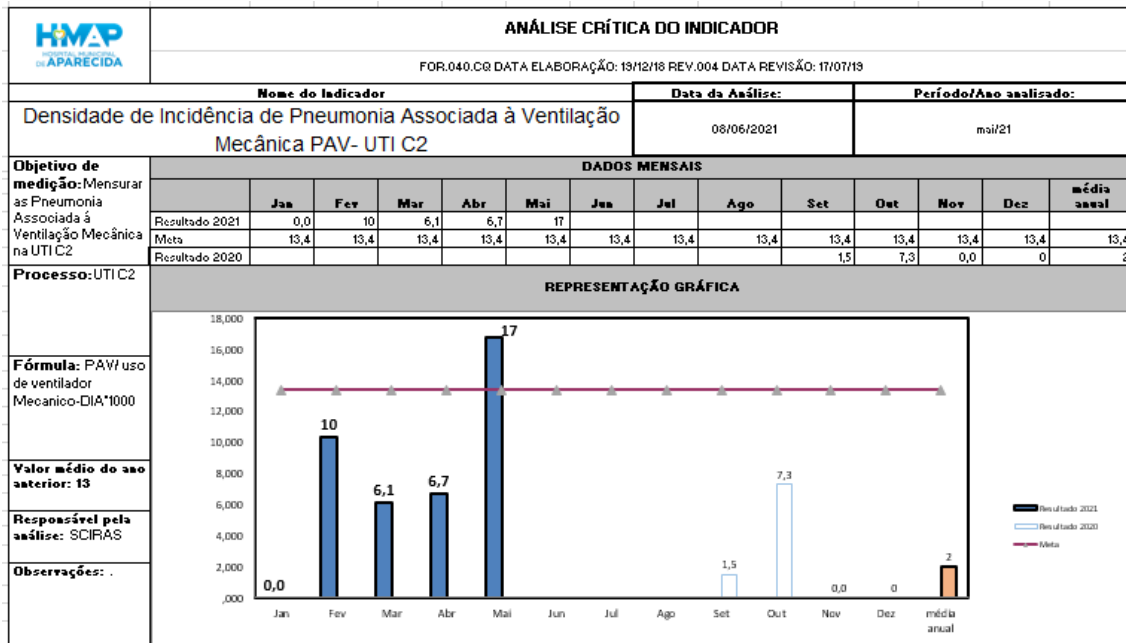 HMAP
HOSPITAL MUNICIPAL
DE APARECIDA
ANÁLISE CRÍTICA DO INDICADOR
FOR.040.CQ DATA ELABORAÇÃO: 19/12/18 REV.004 DATA REVISÃO: 17/07/19
Nome do Indicador Data da Análise: Período/Ano analisado:
Densidade de Incidência de Pneumonia Associada à Ventilação
Mecânica PAV- UTI C2
08/06/2021 mai/21
Objetivo de
medição: Mensurar
as Pneumonia
Associada á
Ventilação Mecânica
na UTI C2
DADOS MENSAIS
Jan Fev Mar Abr Mai Jun Jul Ago Set Out Nov Dez média anual
Resultado 2021 0,0 10 6,1 6,7 17
Meta 13,4 13,4 13,4 13,4 13,4 13,4 13,4 13,4 13,4 13,4 13,4 13,4 13,4
Resultado 2020 1,5 7,3 0,0 0 2
Processo: UTI C2
REPRESENTAÇÃO GRÁFICA
Fórmula: PAV/ uso
de ventilador
Mecanico-DIA*1000
Valor médio do ano
anterior: 13
Responsável pela
análise: SCIRAS
Observações: .
18,000
16,000
14,000
12,000
10,000
8,000
6,000
4,000
2,000
,000
0,0 10 6,1 6,7 17 1,5 7,3 0,0 0 2
Jan Fev Mar Abr Mai Jun Jul Ago Set Out Nov Dez média
anual
Resultado 2021
Resultado 2020
Meta